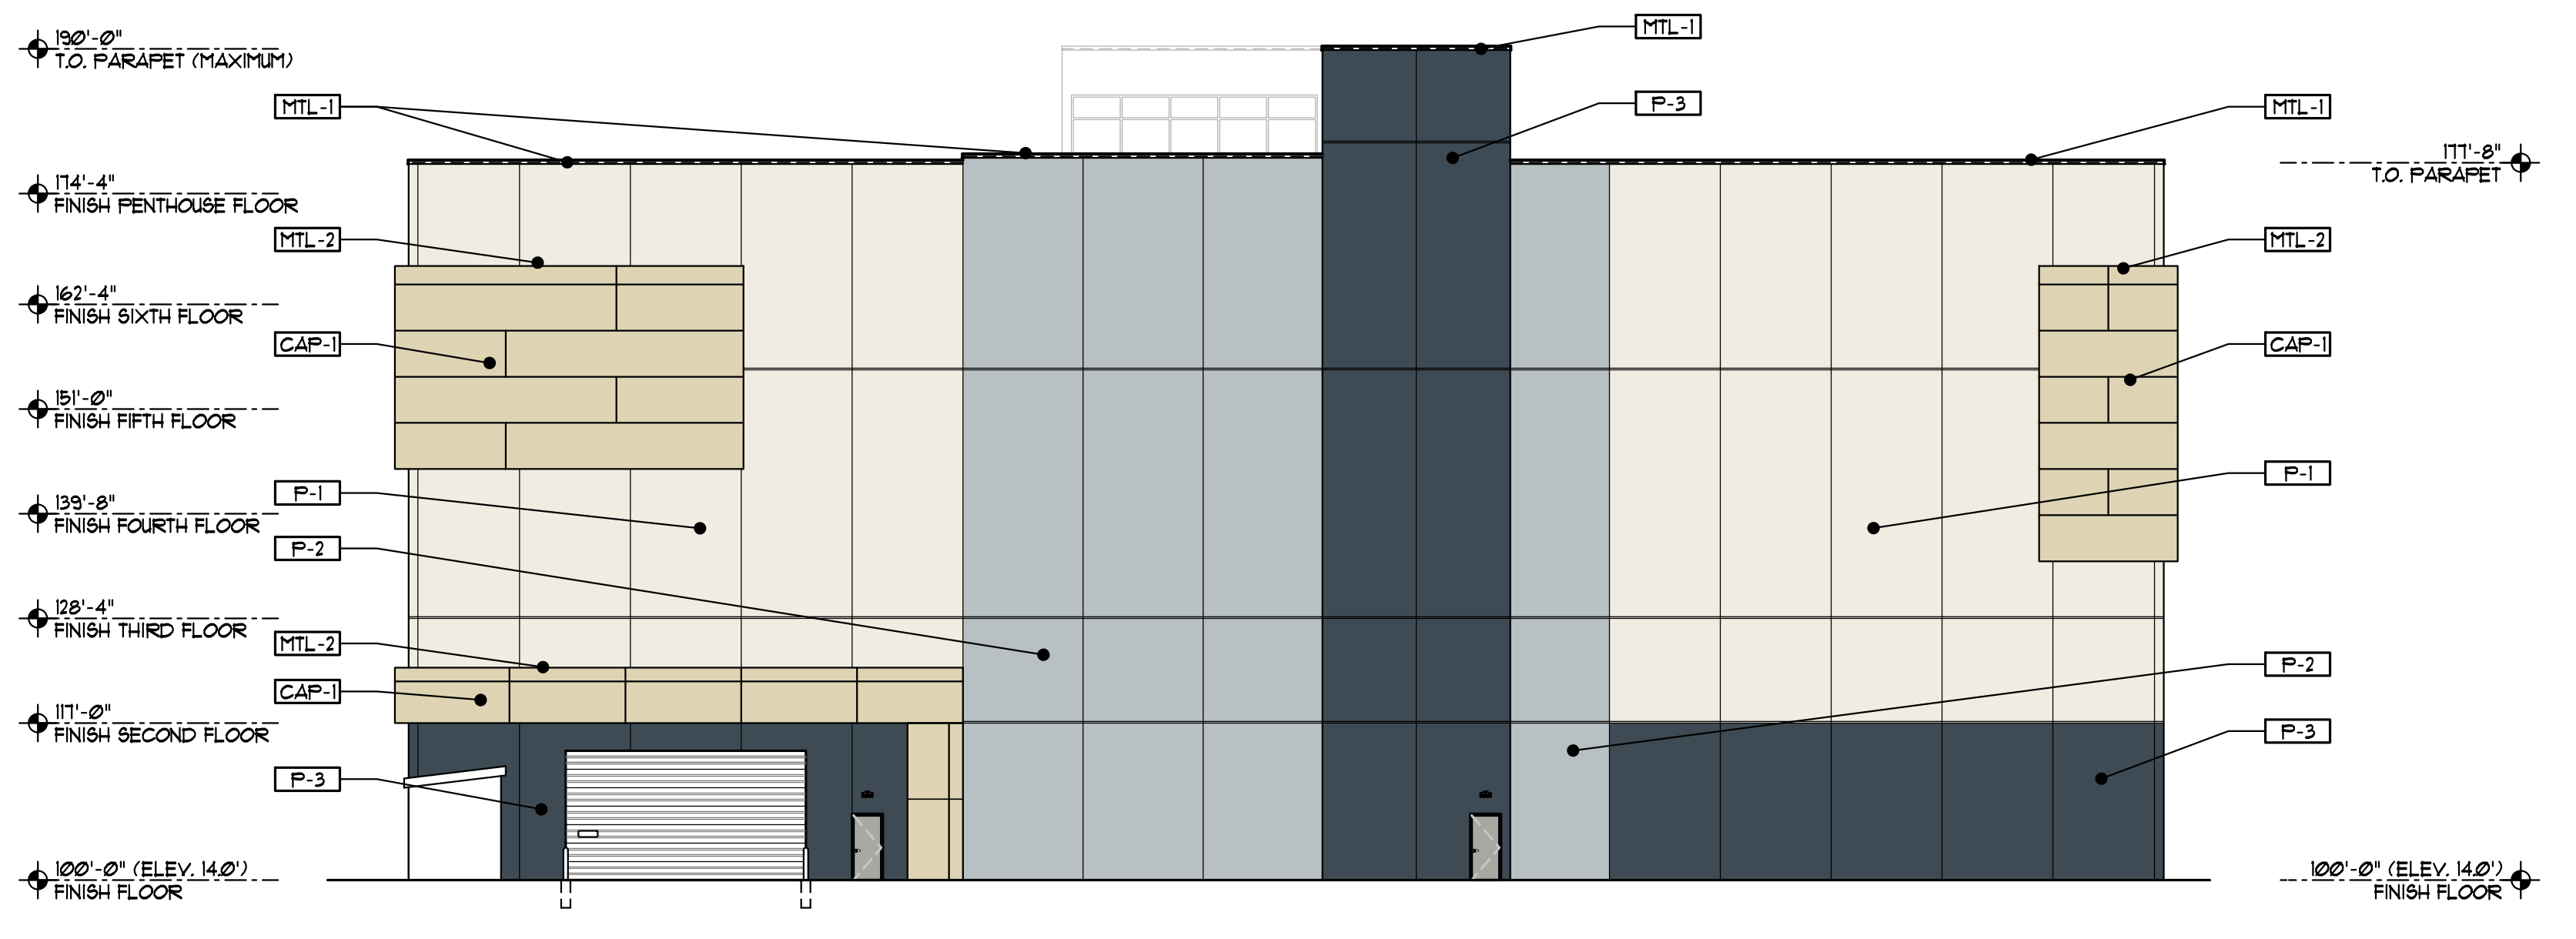 190'-0"
T.O. PARAPET (MAXIMUM)
174'-4"
FINISH PENTHOUSE FLOOR
162'-4"
FINISH SIXTH FLOOR
151'-0"
FINISH FIFTH FLOOR
139'-8"
FINISH FOURTH FLOOR
128'-4"
FINISH THIRD FLOOR
117'-0"
FINISH SECOND FLOOR
100'-0" (ELEV. 14.0')
FINISH FLOOR
MTL-1
MTL-2
CAP-1
P-1
P-2
MTL-2
CAP-1
P-3
MTL-1
P-3
MTL-1
MTL-2
CAP-1
P-1
P-2
P-3
177'-8"
T.O. PARAPET
100'-0" (ELEV. 14.0')
FINISH FLOOR